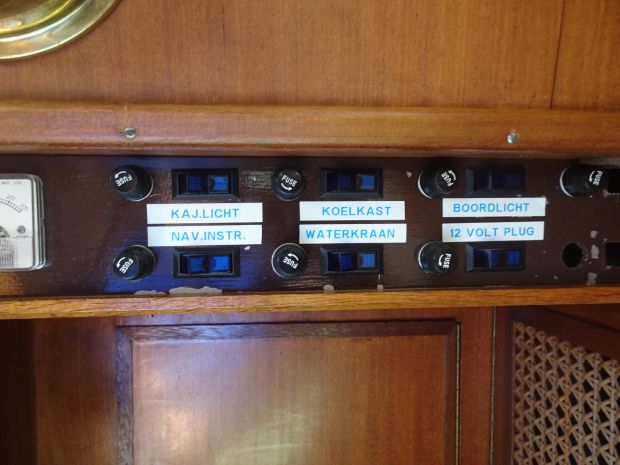 FUSE
FUSE
FUSE
FUSE
KAJ.LICHT
KOELKAST
BOORDLICHT
NAV.INSTR.
WATERKRAAN
12 VOLT PLUG
FUSE
FUSE
FUSE